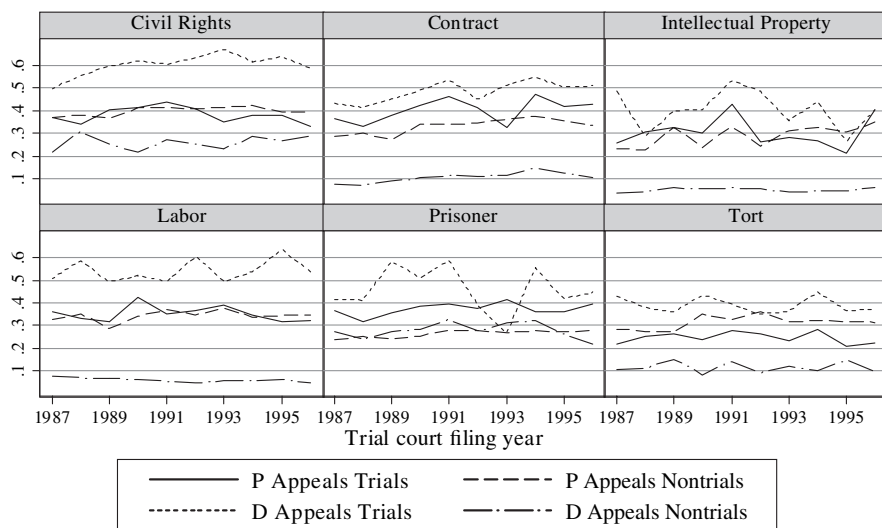 Civil Rights Contract Intellectual Property
.6
.5
.4
.3
.2
.1
Labor Prisoner Tort
.6
.5
.4
.3
.2
.1
1987 1989 1991 1993 1995 1987 1989 1991 1993 1995 1987 1989 1991 1993 1995
Trial court filing year
P Appeals Trials P Appeals Nontrials
D Appeals Trials D Appeals Nontrials